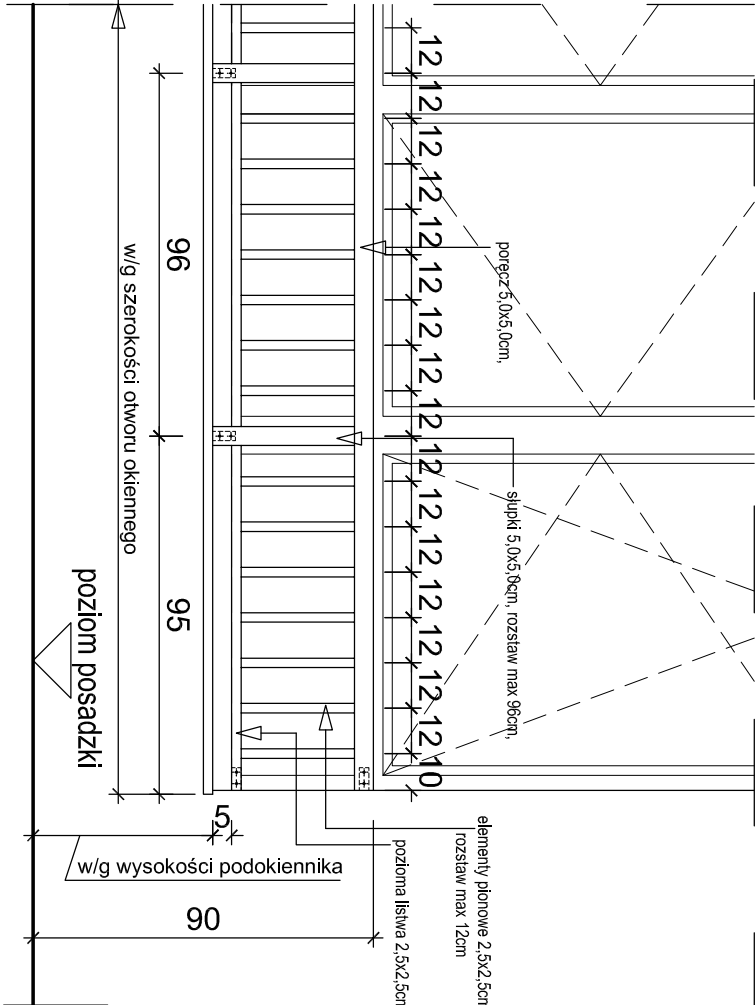 12 12 12 12 12 12 12 12 12 12 12 12 12 12 12 12 10
poręcz 5,0x5,0cm,
słupki 5,0x5,0cm, rozstaw max 96cm,
elementy pionowe 2,5x2,5cm
rozstaw max 12cm
pozioma listwa 2,5x2,5cm
96
95
w/g szerokości otworu okiennego
poziom posadzki
5
w/g wysokości podokiennika
90